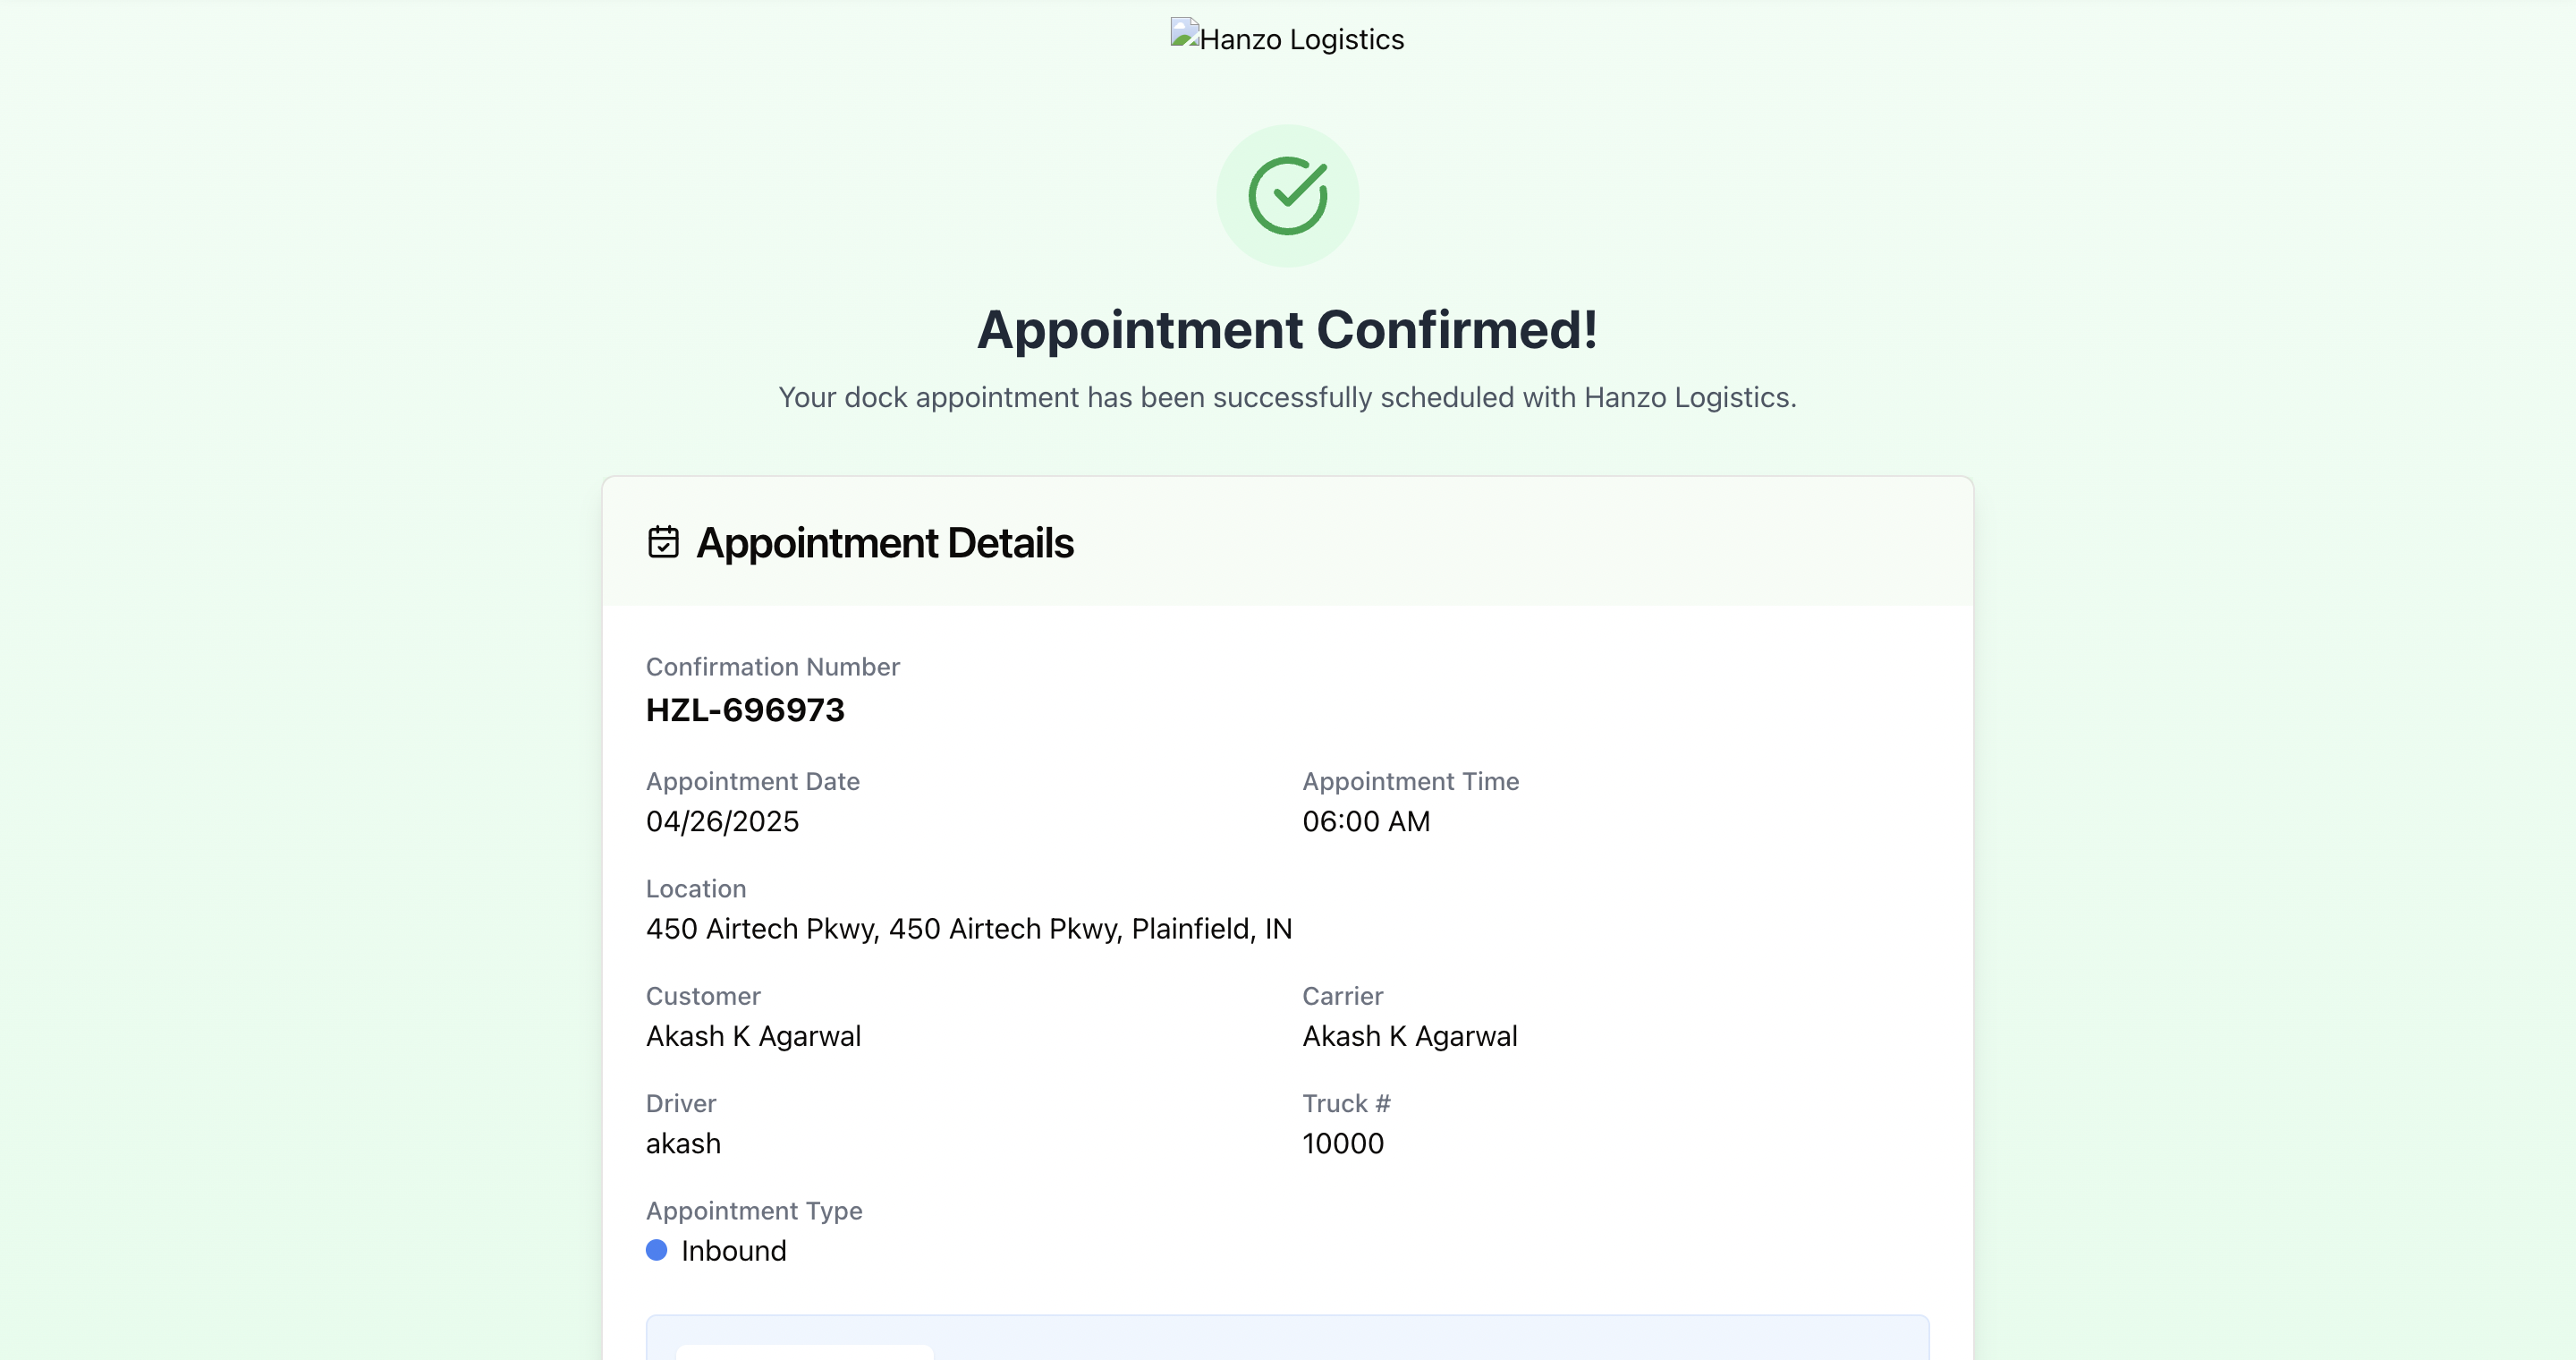 Hanzo Logistics
Appointment Confirmed!
Your dock appointment has been successfully scheduled with Hanzo Logistics.
Appointment Details
Confirmation Number
HZL-696973
Appointment Date
04/26/2025
Appointment Time
06:00 AM
Location
450 Airtech Pkwy, 450 Airtech Pkwy, Plainfield, IN
Customer
Akash K Agarwal
Carrier
Akash K Agarwal
Driver
akash
Truck #
10000
Appointment Type
Inbound